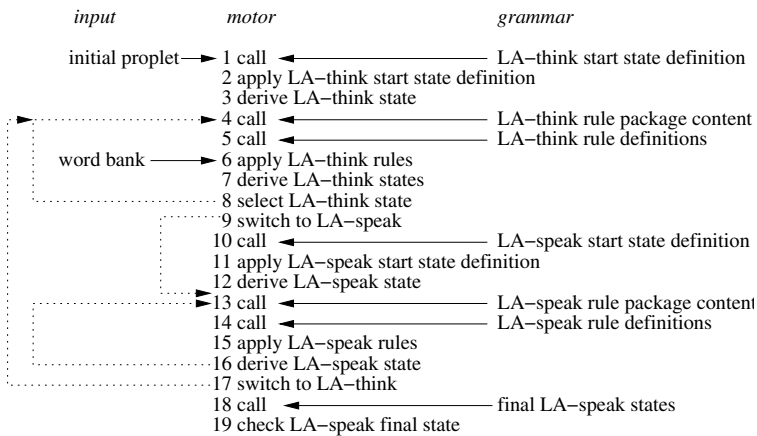 input motor grammar
initial proplet 1 call LA−think start state definition
2 apply LA−think start state definition
3 derive LA−think state
4 call LA−think rule package content
5 call LA−think rule definitions
word bank 6 apply LA−think rules
7 derive LA−think states
8 select LA−think state
9 switch to LA−speak
10 call LA−speak start state definition
11 apply LA−speak start state definition
12 derive LA−speak state
13 call LA−speak rule package content
14 call LA−speak rule definitions
15 apply LA−speak rules
16 derive LA−speak state
17 switch to LA−think
18 call final LA−speak states
19 check LA−speak final state